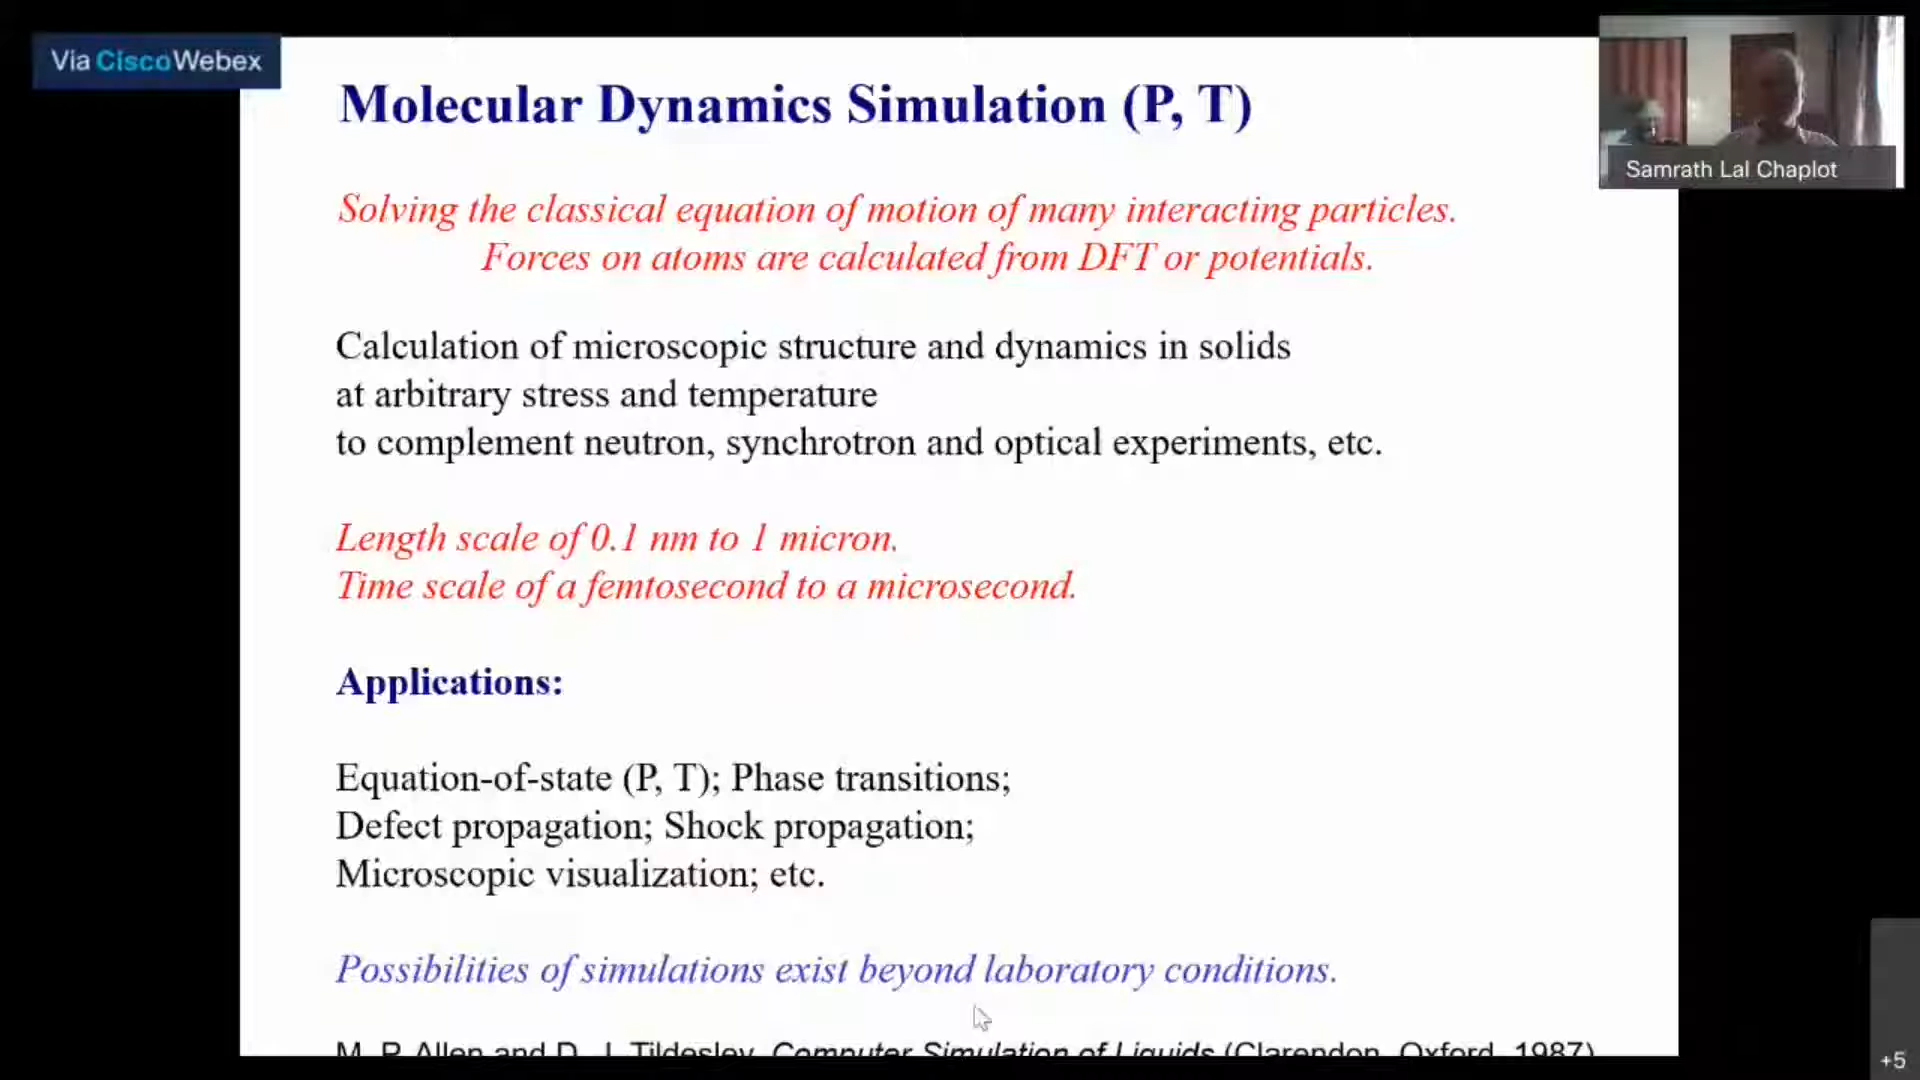 Via Cisco Webex
Molecular Dynamics Simulation (P, T)
Samrath Lal Chaplot
Solving the classical equation of motion of many interacting particles.
Forces on atoms are calculated from DFT or potentials.
Calculation of microscopic structure and dynamics in solids
at arbitrary stress and temperature
to complement neutron, synchrotron and optical experiments, etc.
Length scale of 0.1 nm to 1 micron.
Time scale of a femtosecond to a microsecond.
Applications:
Equation-of-state (P, T); Phase transitions;
Defect propagation; Shock propagation;
Microscopic visualization; etc.
Possibilities of simulations exist beyond laboratory conditions.
M. P. Allen and D. J. Tildesley, Computer Simulation of Liquids (Clarendon, Oxford, 1987)
+5